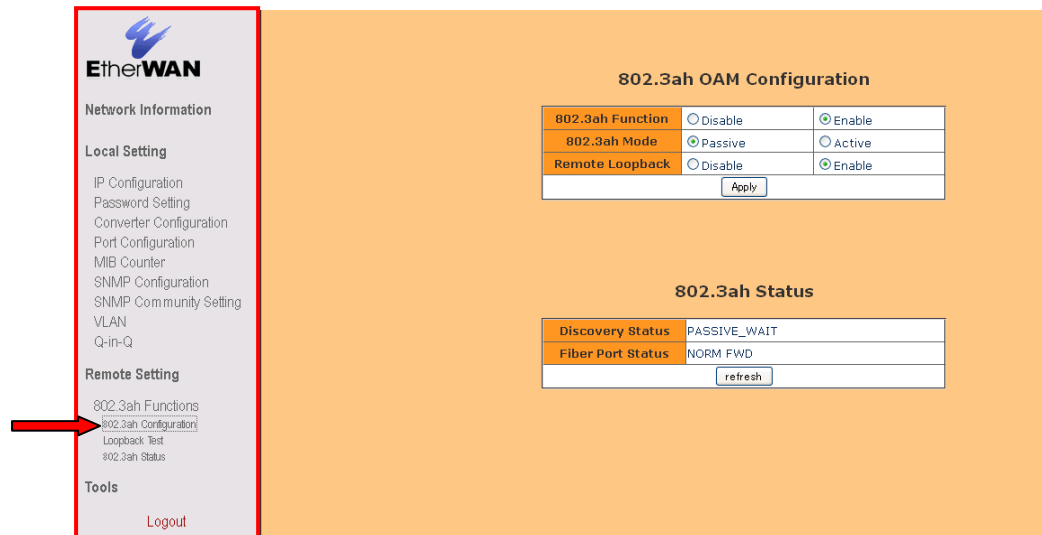 EtherWAN
Network Information
Local Setting
IP Configuration
Password Setting
Converter Configuration
Port Configuration
MIB Counter
SNMP Configuration
SNMP Community Setting
VLAN
Q-in-Q
Remote Setting
802.3ah Functions
802.3ah Configuration
Loopback Test
802.3ah Status
Tools
Logout
802.3ah OAM Configuration
802.3ah Function Disable Enable
802.3ah Mode Passive Active
Remote Loopback Disable Enable
Apply
802.3ah Status
Discovery Status PASSIVE_WAIT
Fiber Port Status NORM FWD
refresh